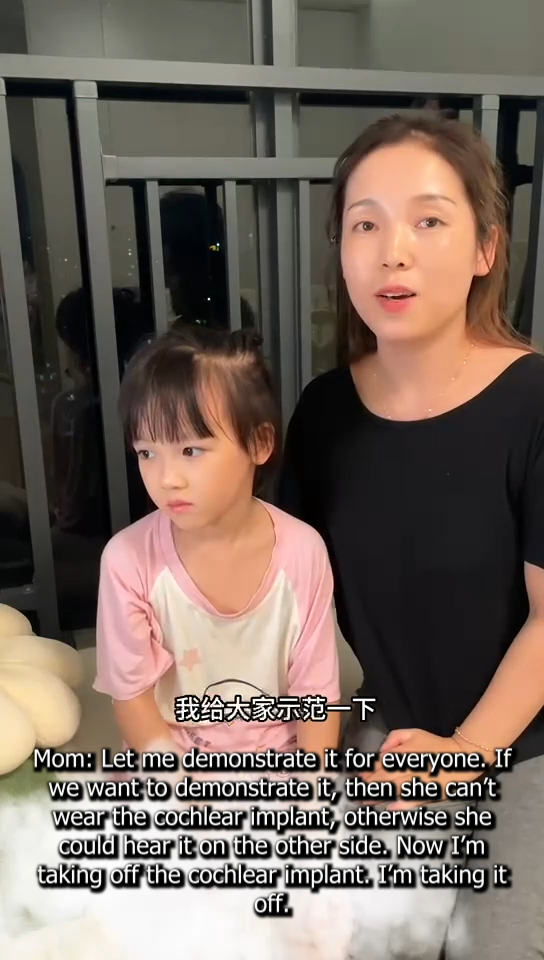 我给大家示范一下
Mom: Let me demonstrate it for everyone. If
we want to demonstrate it, then she can't
wear the cochlear implant, otherwise she
could hear it on the other side. Now I'm
taking off the cochlear implant. I'm taking it
off.